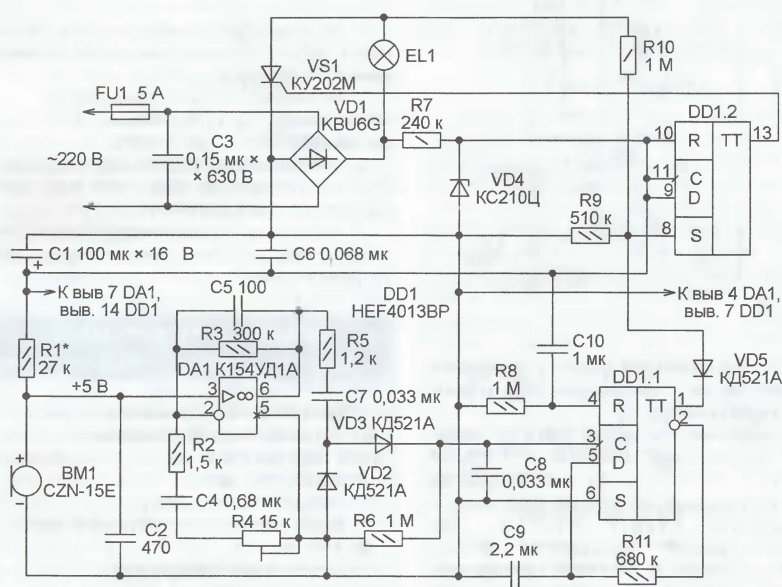 VS1
КУ202М
EL1
R10
1 М
FU1 5 А
VD1
KBU6G
R7
240 к
DD1.2
C3
0,15 мк ×
× 630 В
~220 В
10
R
TT
13
11
C
9
D
8
S
VD4
КС210Ц
R9
510 к
C1 100 мк × 16 В
+
C6 0,068 мк
К выв 7 DA1,
выв. 14 DD1
C5 100
DD1
HEF4013BP
К выв 4 DA1,
выв. 7 DD1
R3 300 к
R5
1,2 к
C10
1 мк
R1*
27 к
DA1 К154УД1А
+5 В
3
▷∞
6
2
5
C7 0,033 мк
R8
1 М
VD5
КД521А
DD1.1
4
R
TT
1
2
3
C
5
D
6
S
R2
1,5 к
VD3 КД521А
C8
0,033 мк
+
BM1
CZN-15E
−
VD2
КД521А
C4 0,68 мк
C2
470
R4 15 к
R6 1 М
C9
2,2 мк
R11
680 к